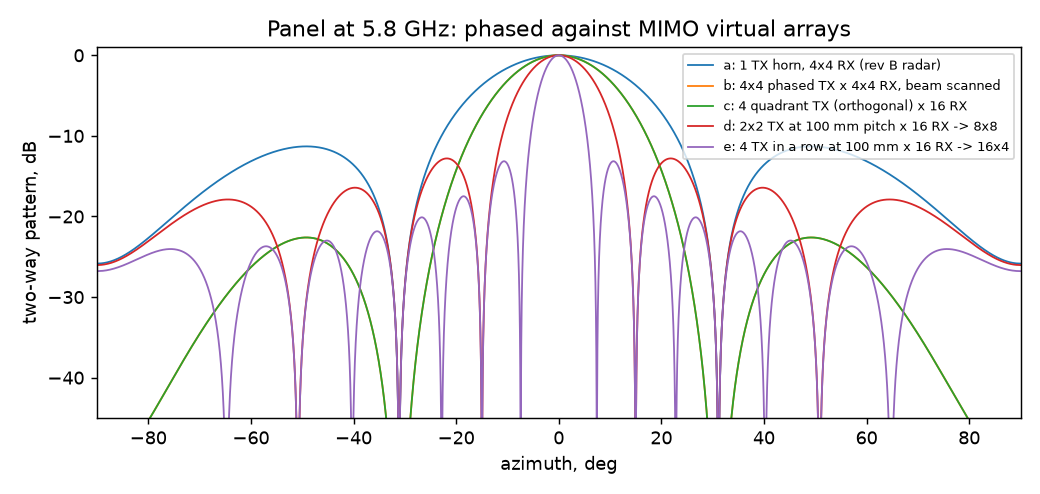 Panel at 5.8 GHz: phased against MIMO virtual arrays
two-way pattern, dB
0
−10
−20
−30
−40
a: 1 TX horn, 4x4 RX (rev B radar)
b: 4x4 phased TX x 4x4 RX, beam scanned
c: 4 quadrant TX (orthogonal) x 16 RX
d: 2x2 TX at 100 mm pitch x 16 RX -> 8x8
e: 4 TX in a row at 100 mm x 16 RX -> 16x4
−80 −60 −40 −20 0 20 40 60 80
azimuth, deg